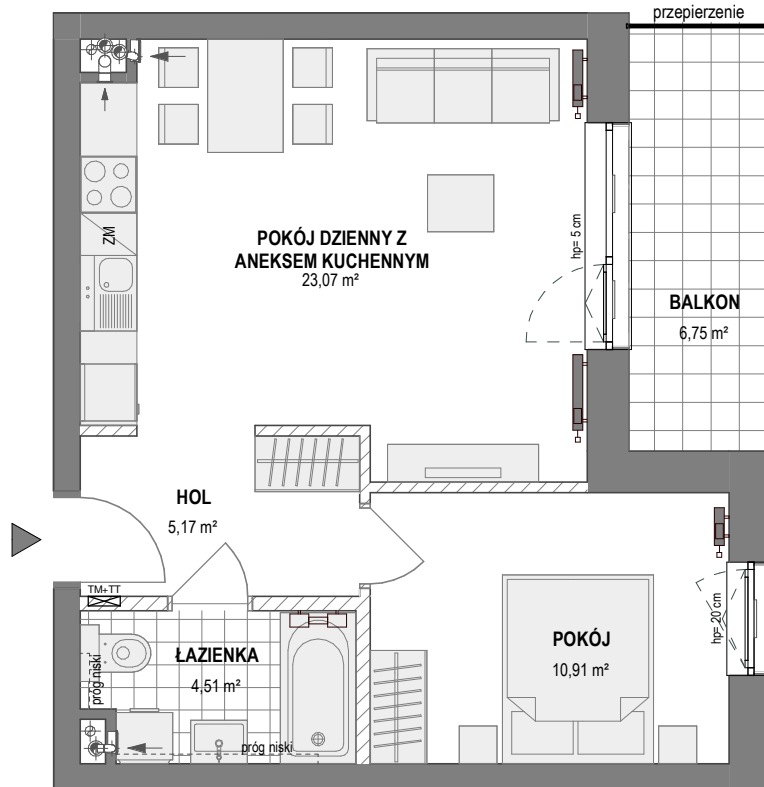 przepierzenie
POKÓJ DZIENNY Z
ANEKSEM KUCHENNYM
23,07 m²
ZM
hp= 5 cm
BALKON
6,75 m²
HOL
5,17 m²
TM+TT
ŁAZIENKA
4,51 m²
próg niski
próg niski
POKÓJ
10,91 m²
hp= 20 cm